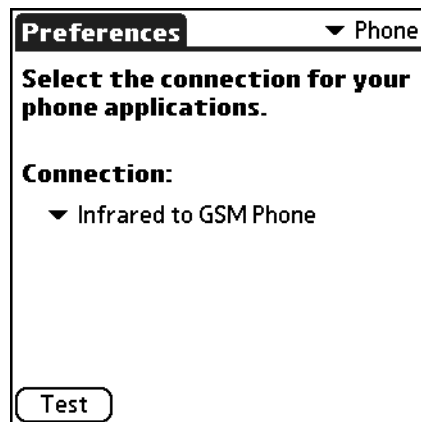 Preferences
Phone
Select the connection for your
phone applications.
Connection:
Infrared to GSM Phone
Test